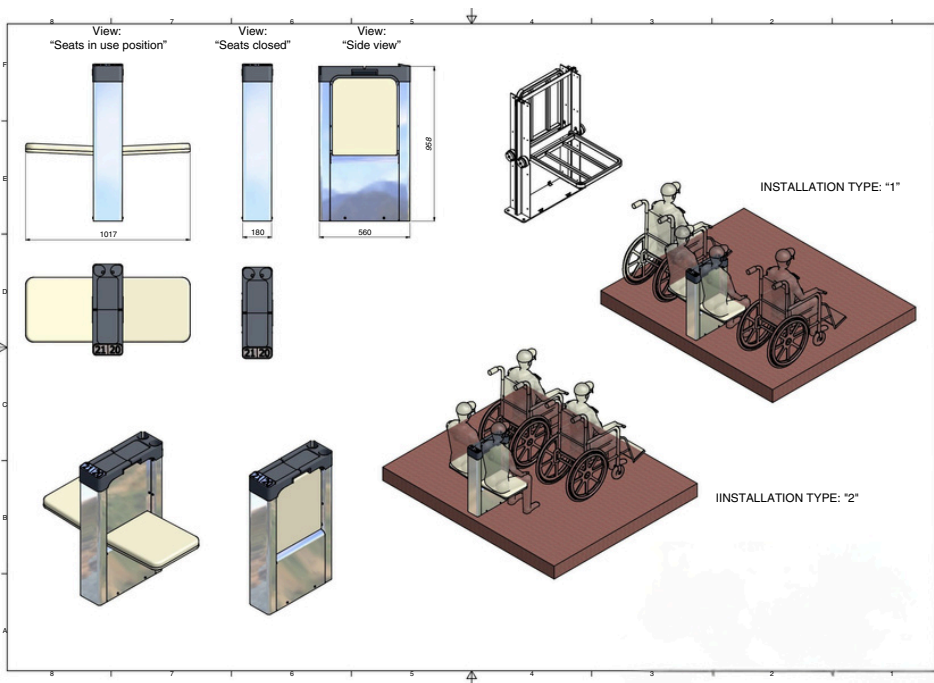 8 7 6 5 4 3 2 1
View:
"Seats in use position"
View:
"Seats closed"
View:
"Side view"
F
E
D
C
B
A
958
1017
180
560
INSTALLATION TYPE: "1"
21 20
21 20
IINSTALLATION TYPE: "2"
8 7 6 5 4 3 2 1